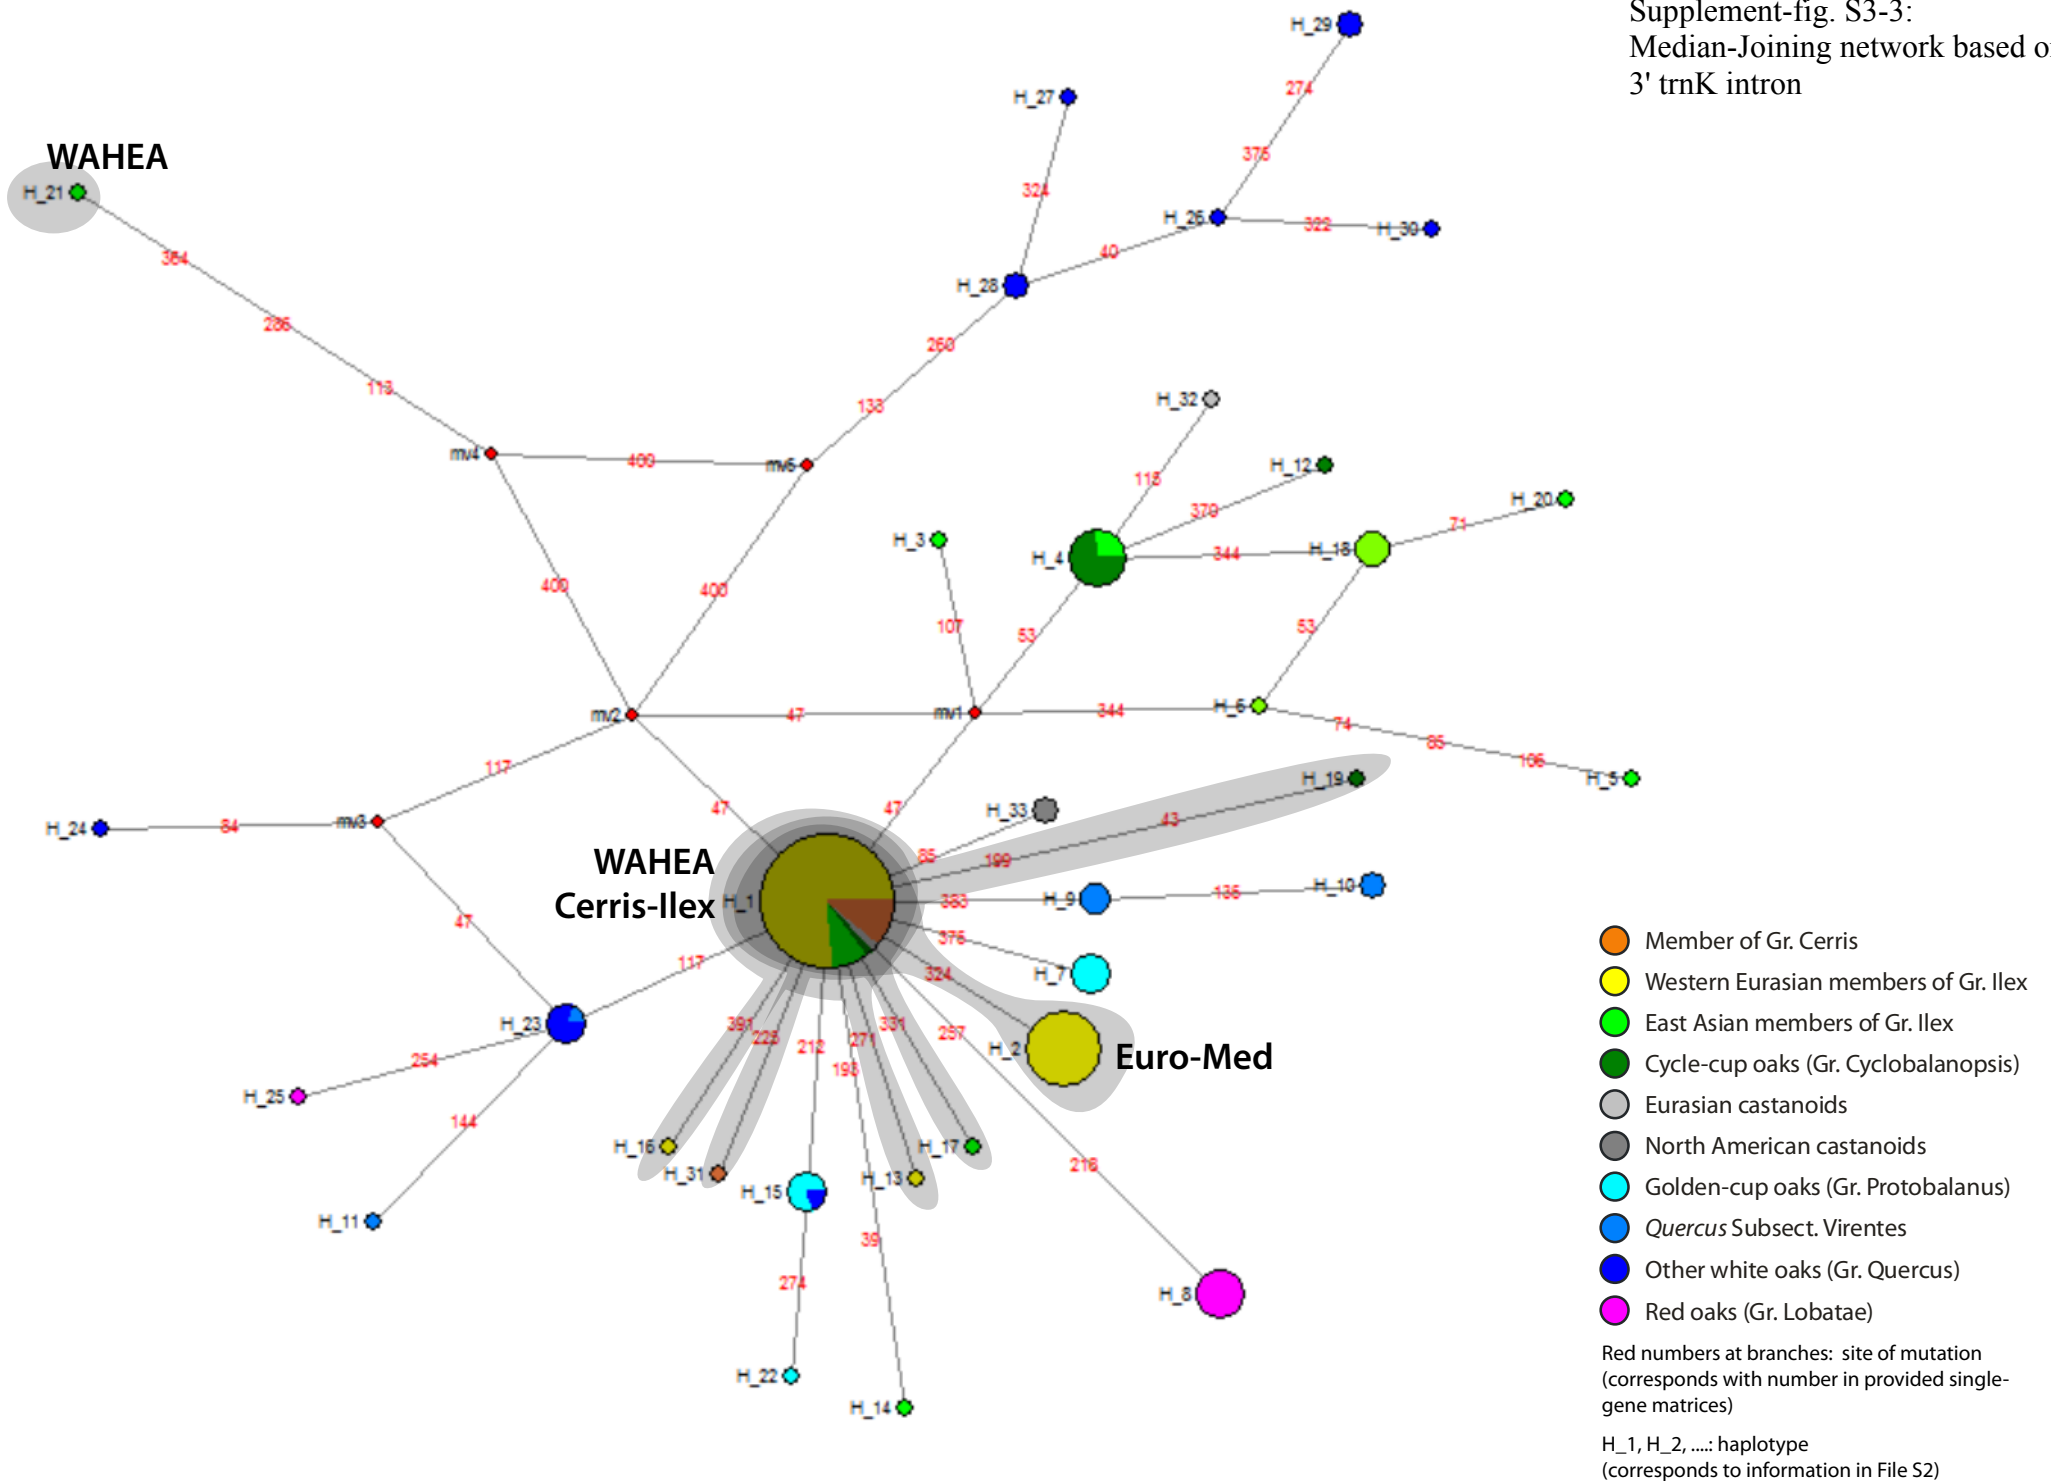 Supplement-fig. S3-3:
Median-Joining network based o
3' trnK intron
H_29
274
H_27
376
324
WAHEA
H_21
H_26
322
H_30
364
40
H_28
286
260
113
133
H_32
mv4
400
mv5
H_12
113
H_20
379
71
H_3
H_4
344
H_18
400
400
107
53
53
mv2
47
mv1
344
H_6
74
85
106
H_5
117
H_19
47
47
H_33
H_24
84
mv3
43
85
199
WAHEA
Cerris-Ilex
H_1
383
H_9
135
H_10
47
376
117
324
H_7
H_23
391
225
212
271
331
297
H_2
Euro-Med
254
193
H_25
144
H_16
H_31
H_13
H_17
216
H_15
H_11
39
274
H_8
H_22
H_14
Member of Gr. Cerris
Western Eurasian members of Gr. Ilex
East Asian members of Gr. Ilex
Cycle-cup oaks (Gr. Cyclobalanopsis)
Eurasian castanoids
North American castanoids
Golden-cup oaks (Gr. Protobalanus)
Quercus Subsect. Virentes
Other white oaks (Gr. Quercus)
Red oaks (Gr. Lobatae)
Red numbers at branches: site of mutation
(corresponds with number in provided single-
gene matrices)
H_1, H_2, ....: haplotype
(corresponds to information in File S2)